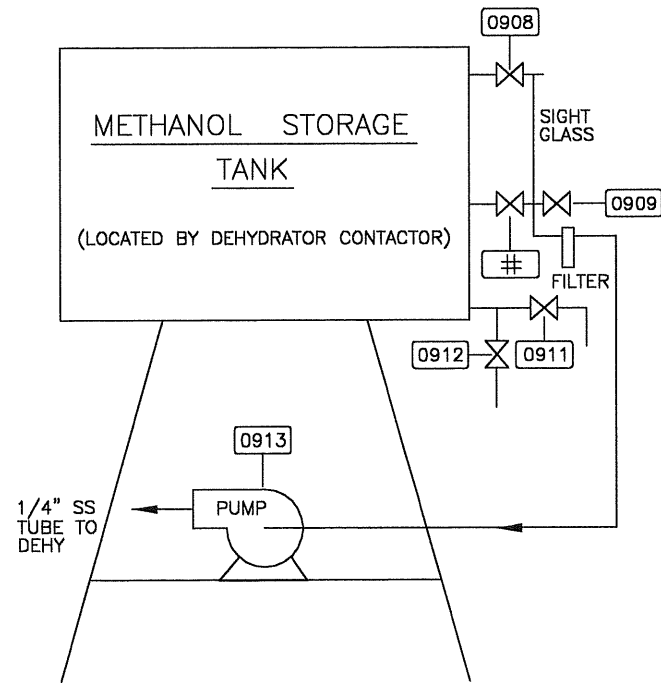 0908
METHANOL STORAGE
TANK
(LOCATED BY DEHYDRATOR CONTACTOR)
SIGHT
GLASS
0909
#
FILTER
0912
0911
0913
PUMP
1/4" SS
TUBE TO
DEHY